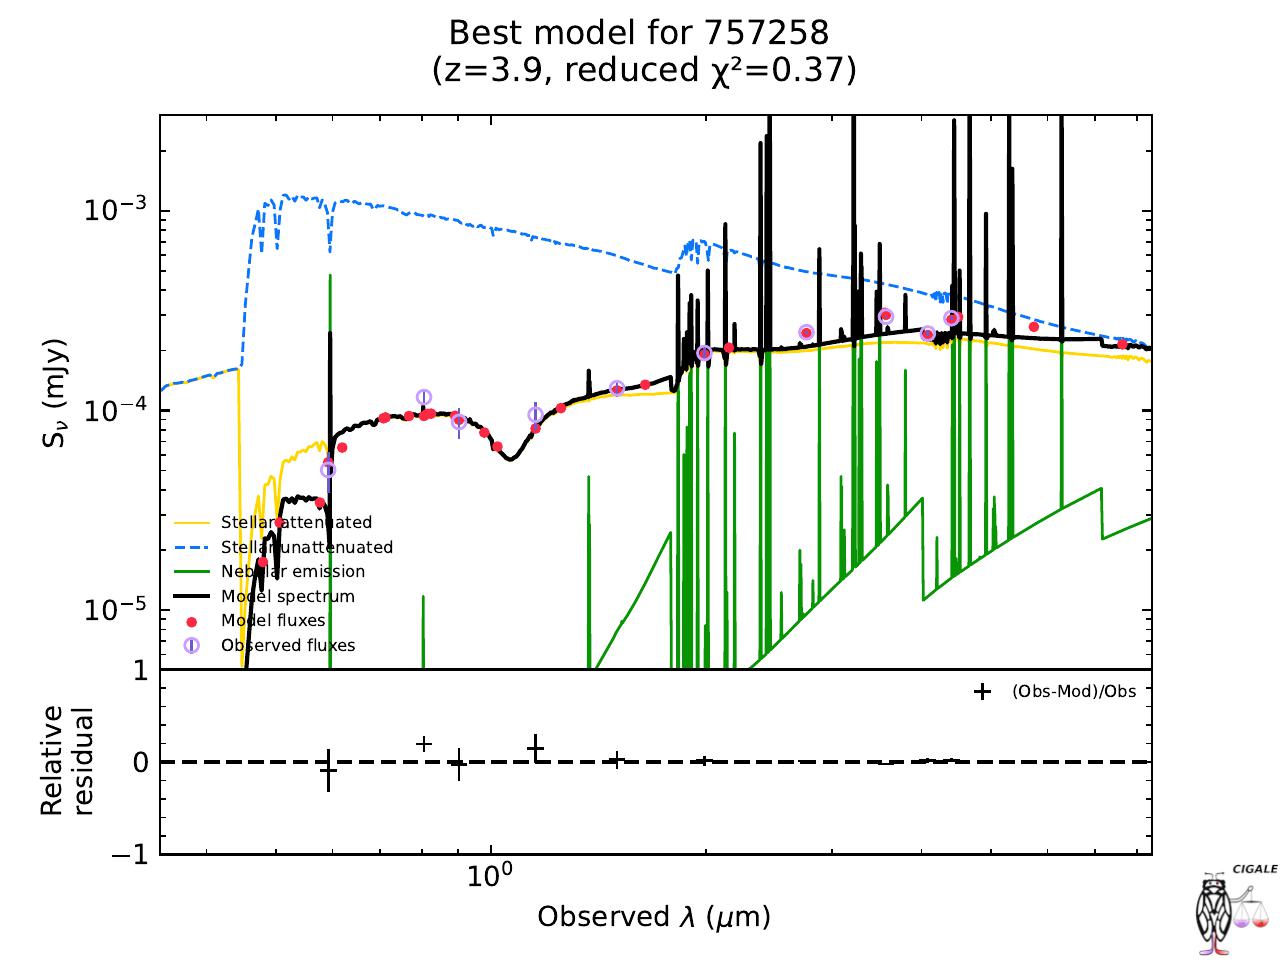 Best model for 757258
(z=3.9, reduced χ²=0.37)
10⁻³
10⁻⁴
10⁻⁵
Sν (mJy)
Stellar attenuated
Stellar unattenuated
Nebular emission
Model spectrum
Model fluxes
Observed fluxes
1
0
−1
Relative
residual
(Obs-Mod)/Obs
10⁰
Observed λ (μm)
CIGALE